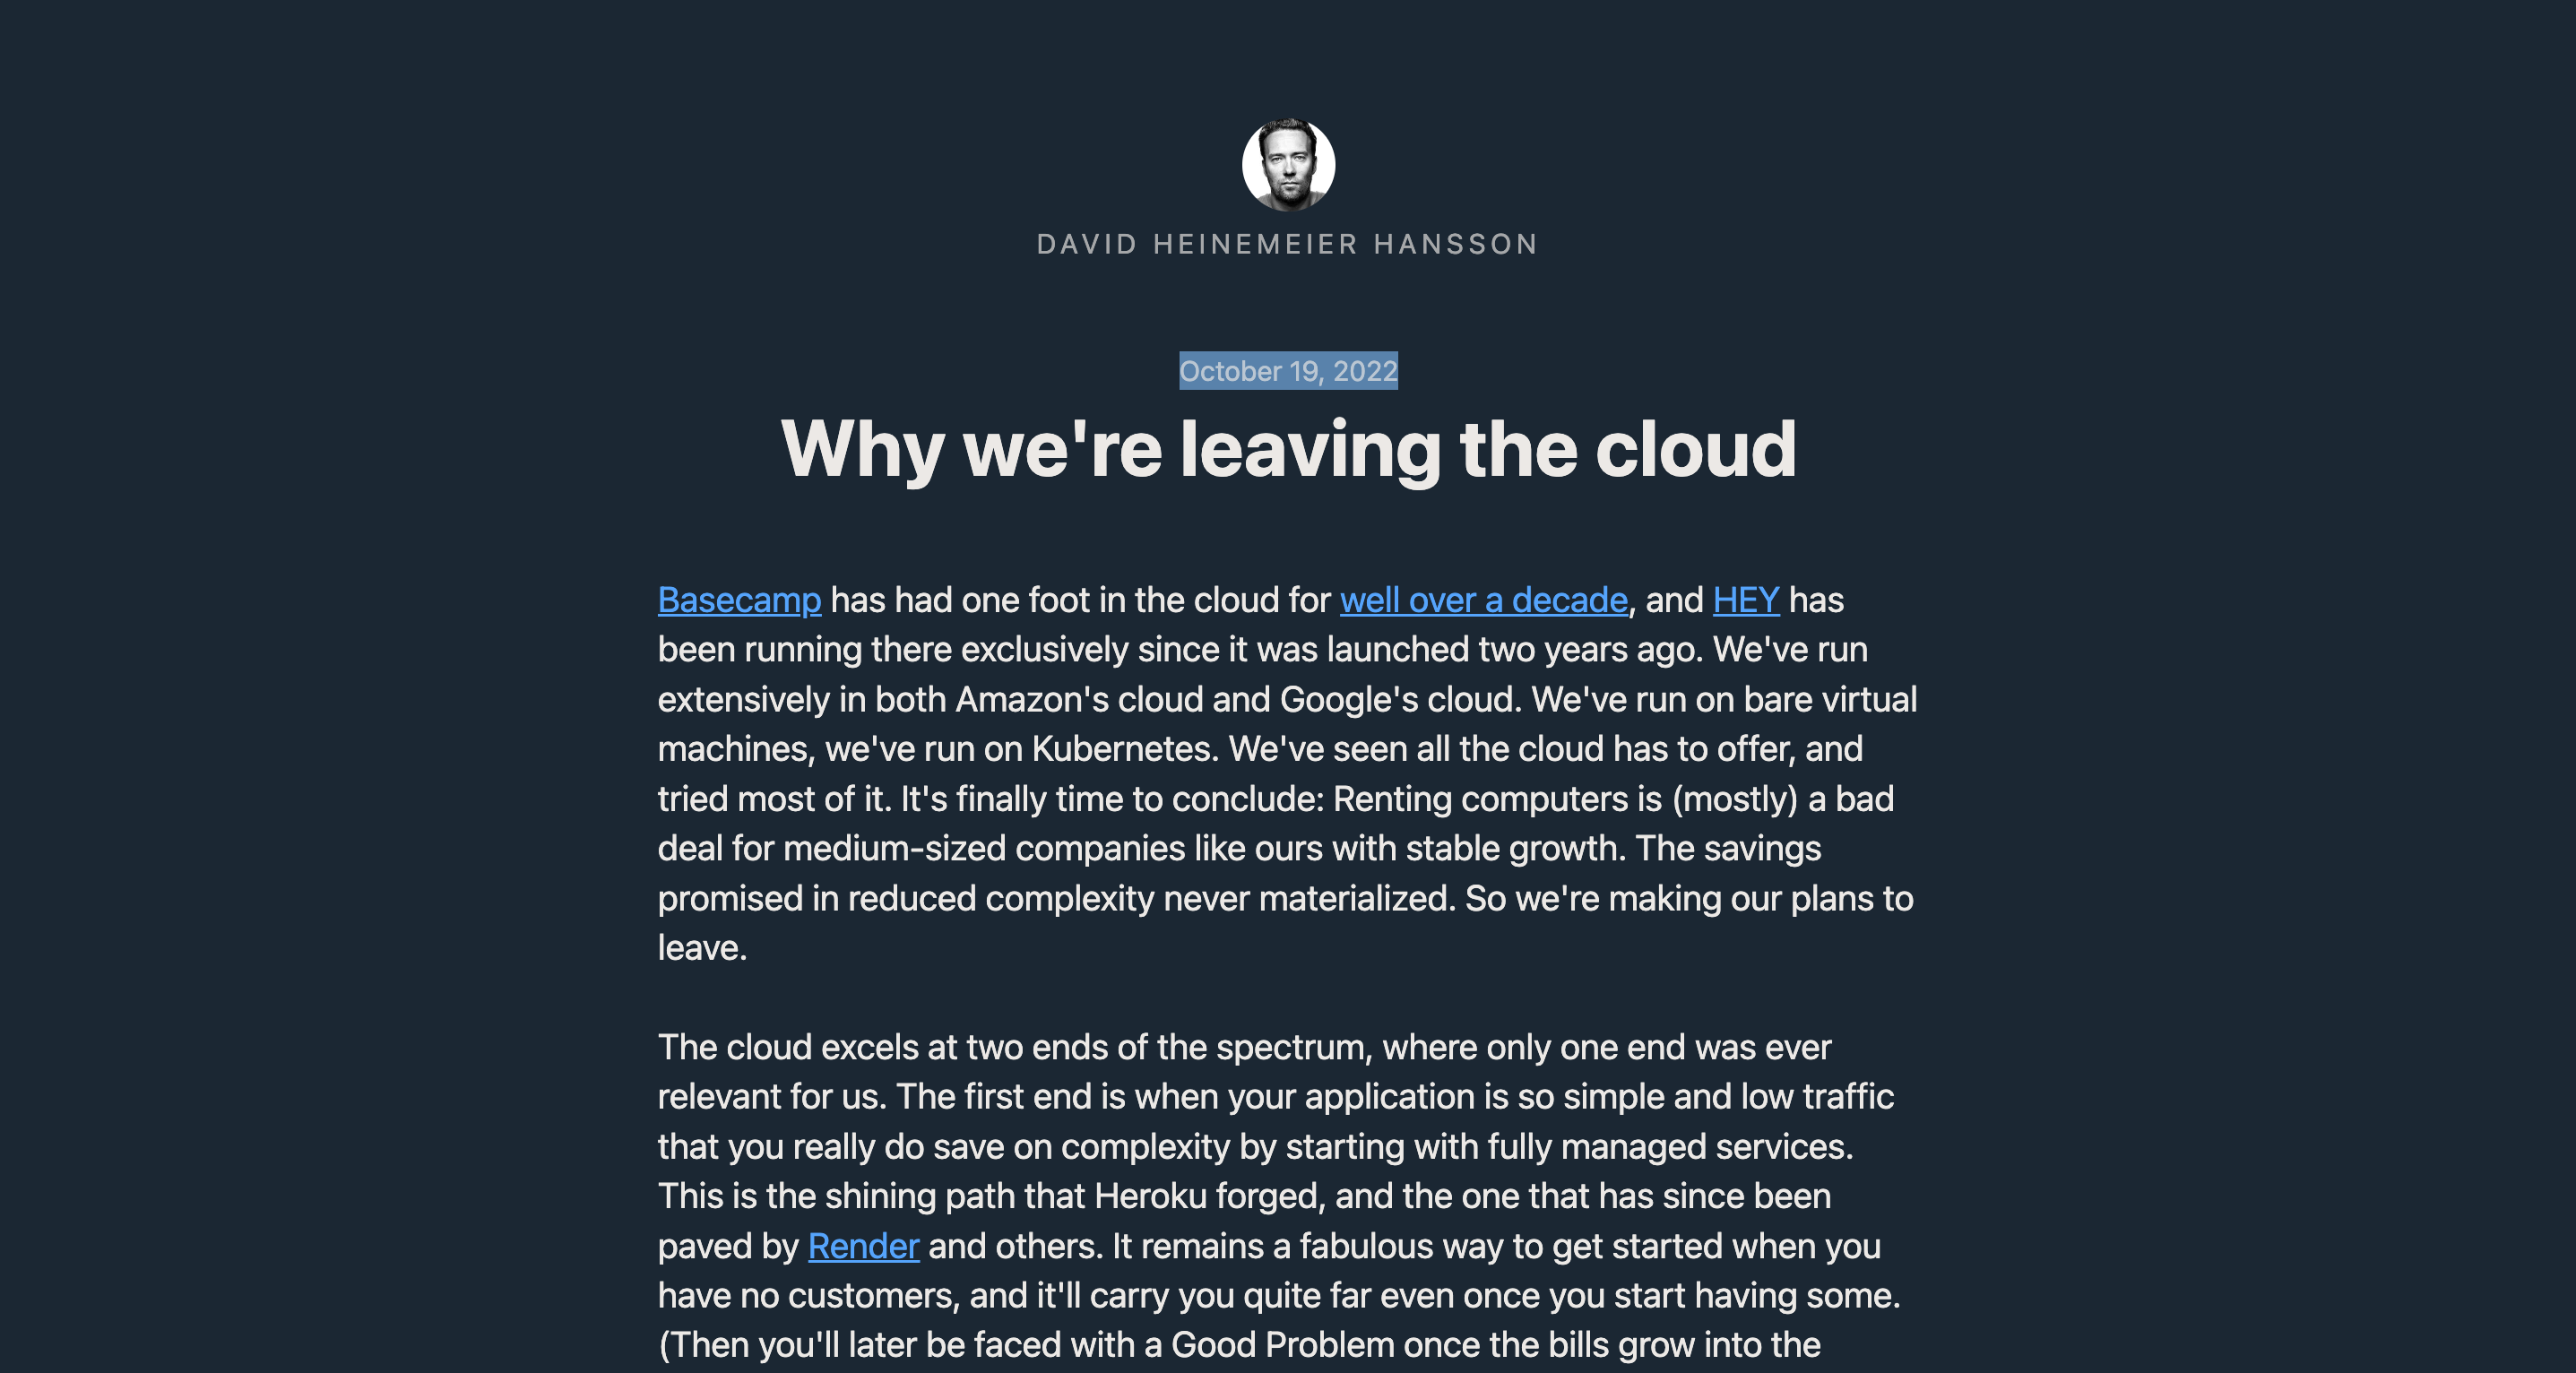 DAVID HEINEMEIER HANSSON
October 19, 2022
Why we're leaving the cloud
Basecamp has had one foot in the cloud for well over a decade, and HEY has
been running there exclusively since it was launched two years ago. We've run
extensively in both Amazon's cloud and Google's cloud. We've run on bare virtual
machines, we've run on Kubernetes. We've seen all the cloud has to offer, and
tried most of it. It's finally time to conclude: Renting computers is (mostly) a bad
deal for medium-sized companies like ours with stable growth. The savings
promised in reduced complexity never materialized. So we're making our plans to
leave.
The cloud excels at two ends of the spectrum, where only one end was ever
relevant for us. The first end is when your application is so simple and low traffic
that you really do save on complexity by starting with fully managed services.
This is the shining path that Heroku forged, and the one that has since been
paved by Render and others. It remains a fabulous way to get started when you
have no customers, and it'll carry you quite far even once you start having some.
(Then you'll later be faced with a Good Problem once the bills grow into the